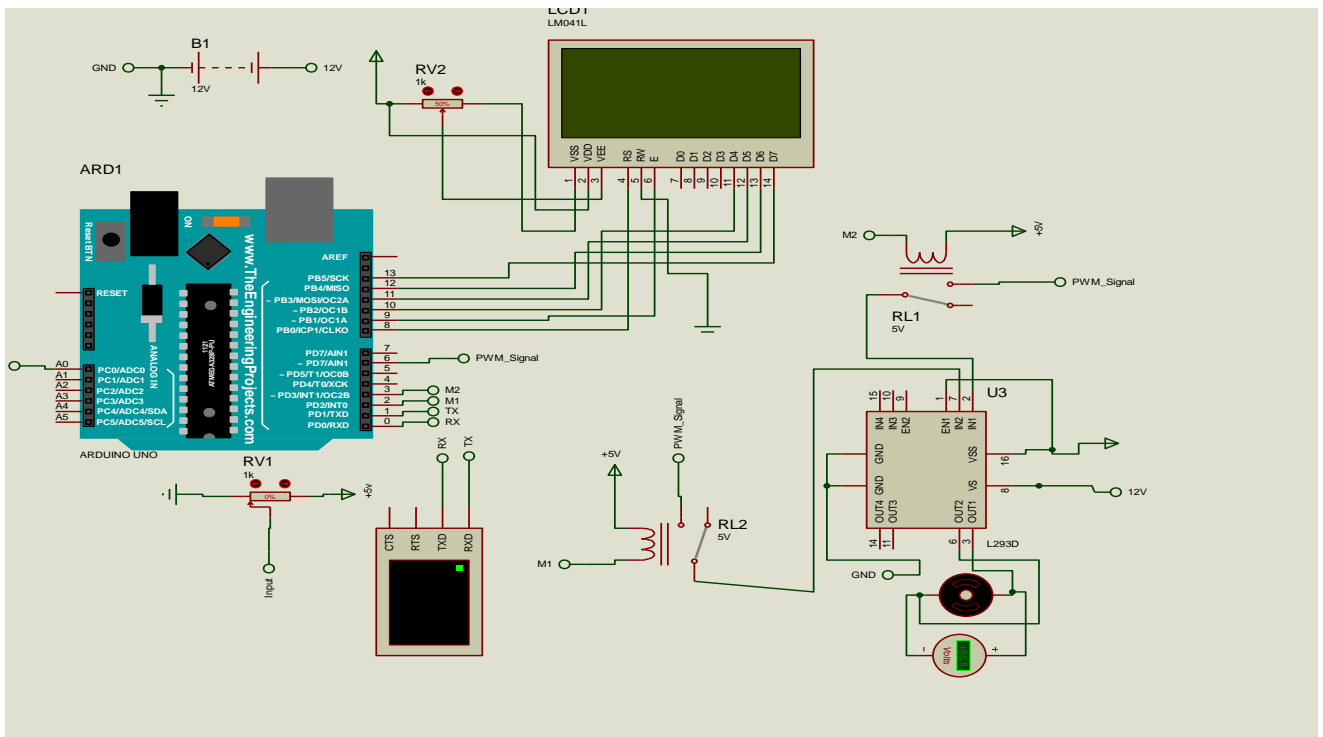 LCD1
LM041L
B1
GND
12V
12V
RV2
1k
50%
VSS
VDD
VEE
RS
RW
E
D0
D1
D2
D3
D4
D5
D6
D7
1
2
3
4
5
6
7
8
9
10
11
12
13
14
ARD1
Reset BTN
ON
www.TheEngineeringProjects.com
AREF
PB5/SCK
13
PB4/MISO
12
~ PB3/MOSI/OC2A
11
~ PB2/OC1B
10
~ PB1/OC1A
9
PB0/ICP1/CLKO
8
RESET
1121
ATMEGA328P-PU
ANALOG IN
PD7/AIN1
7
~ PD7/AIN1
6
PWM_Signal
~ PD5/T1/OC0B
5
PD4/T0/XCK
4
~ PD3/INT1/OC2B
3
M2
PD2/INT0
2
M1
PD1/TXD
1
TX
PD0/RXD
0
RX
A0
PC0/ADC0
A1
PC1/ADC1
A2
PC2/ADC2
A3
PC3/ADC3
A4
PC4/ADC4/SDA
A5
PC5/ADC5/SCL
ARDUINO UNO
RV1
1k
0%
+5v
Input
RX
TX
CTS
RTS
TXD
RXD
M2
+5V
PWM_Signal
RL1
5V
+5V
PWM_Signal
RL2
5V
M1
U3
15
10
9
1
7
2
IN4
IN3
EN2
EN1
IN2
IN1
GND
GND
VSS
16
VS
8
12V
OUT4
OUT3
OUT2
OUT1
14
11
6
3
L293D
GND
-
Volts
+